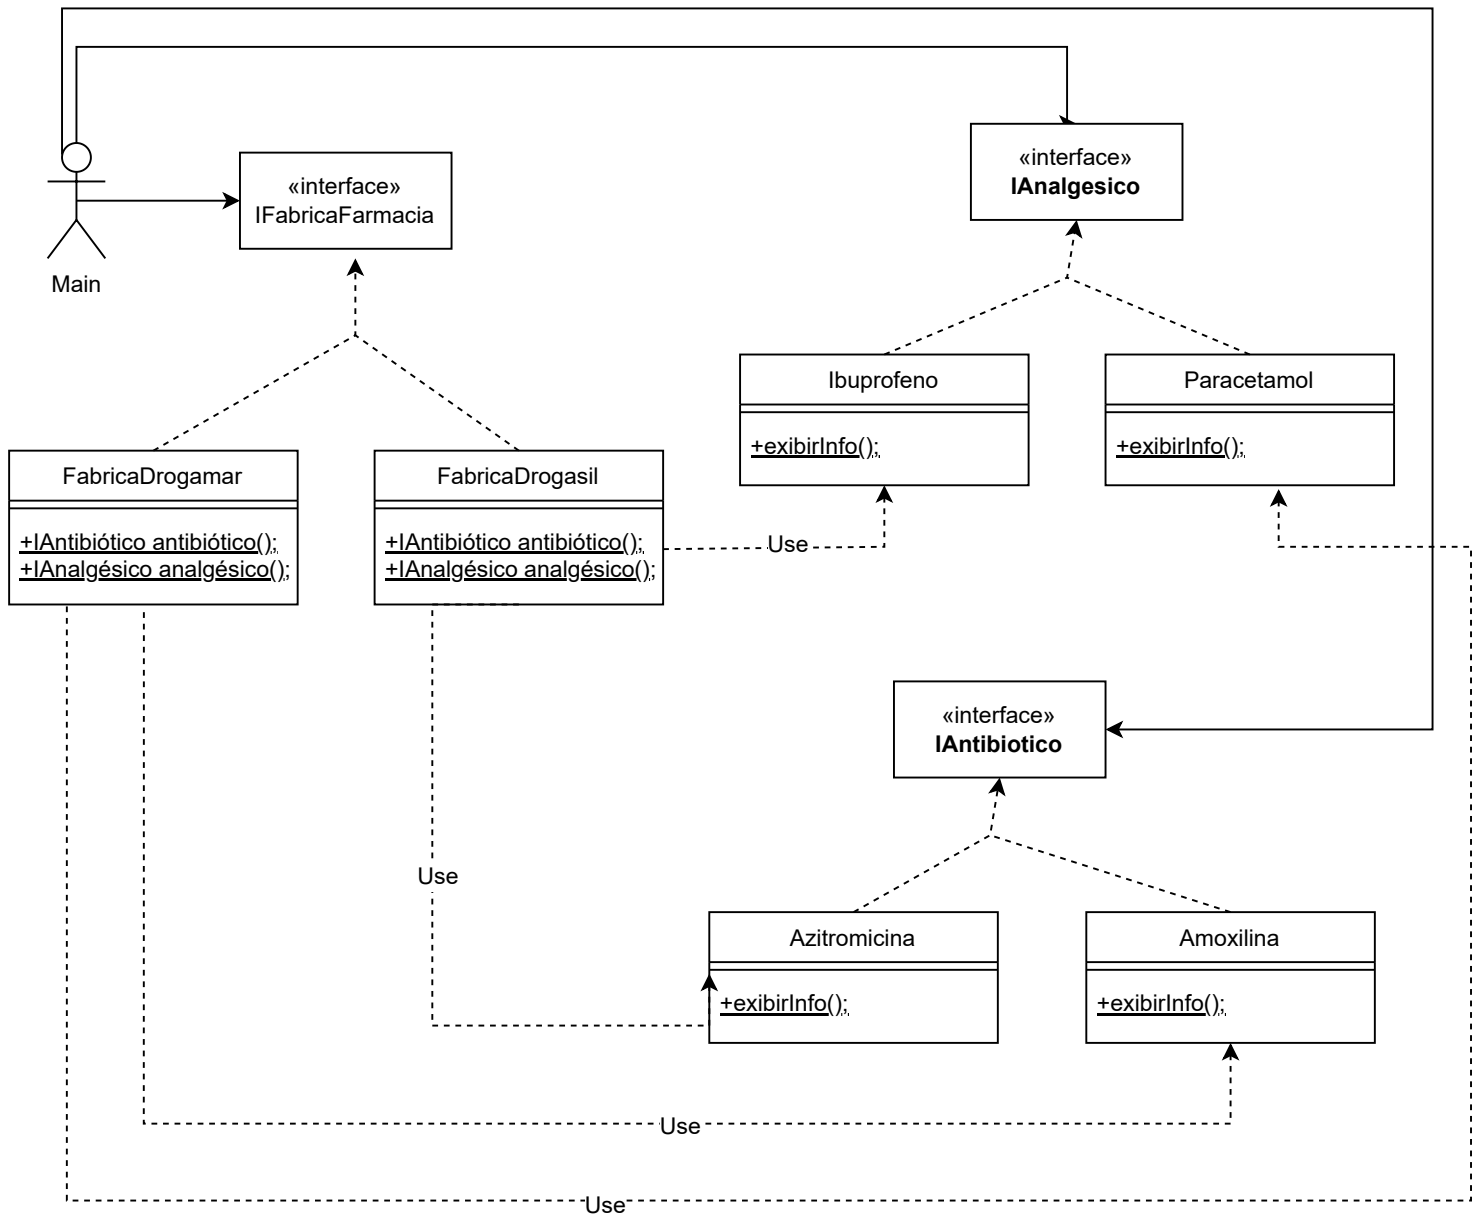 «interface»
IAnalgesico
«interface»
IFabricaFarmacia
Main
Ibuprofeno
+exibirInfo();
Paracetamol
+exibirInfo();
FabricaDrogamar
+IAntibiótico antibiótico();
+IAnalgésico analgésico();
FabricaDrogasil
+IAntibiótico antibiótico();
+IAnalgésico analgésico();
Use
«interface»
IAntibiotico
Use
Azitromicina
+exibirInfo();
Amoxilina
+exibirInfo();
Use
Use